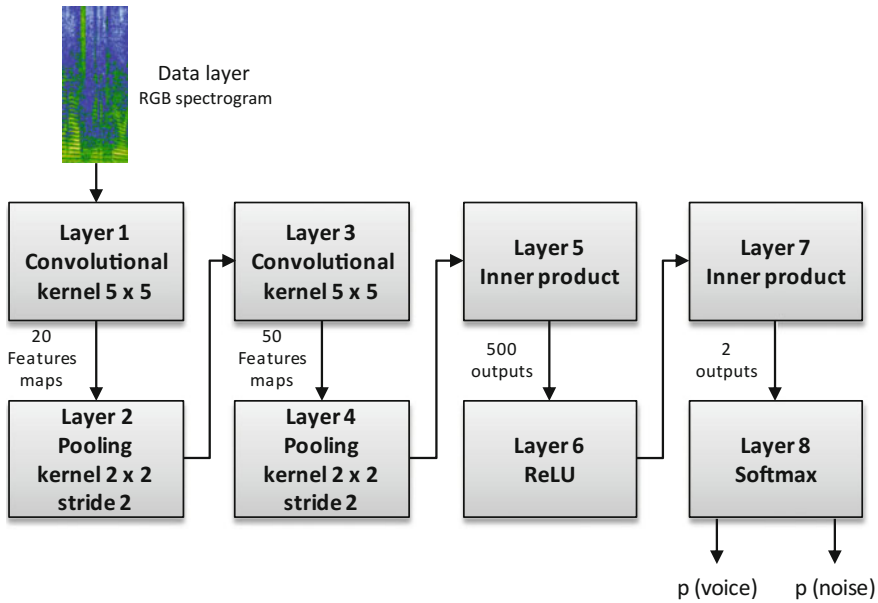 Data layer
RGB spectrogram
Layer 1
Convolutional
kernel 5 x 5
20
Features
maps
Layer 2
Pooling
kernel 2 x 2
stride 2
Layer 3
Convolutional
kernel 5 x 5
50
Features
maps
Layer 4
Pooling
kernel 2 x 2
stride 2
Layer 5
Inner product
500
outputs
Layer 6
ReLU
Layer 7
Inner product
2
outputs
Layer 8
Softmax
p (voice)
p (noise)